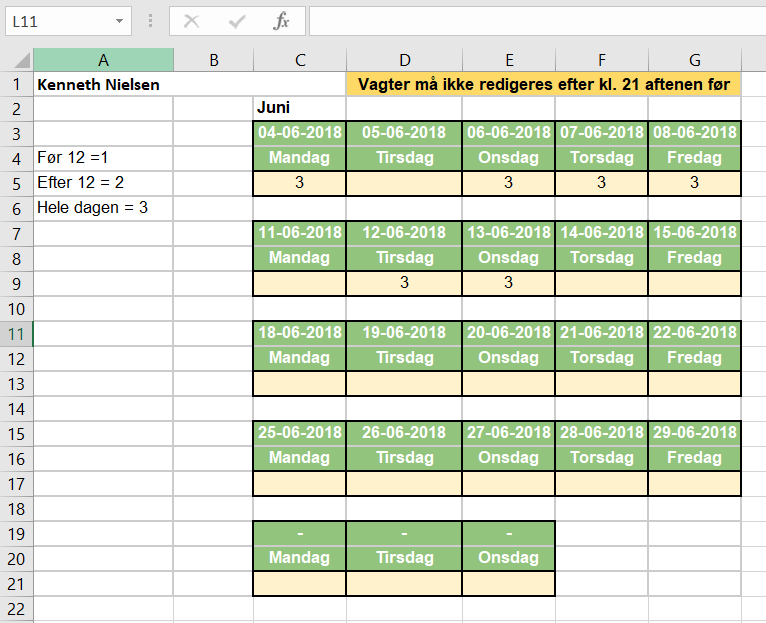 L11 fx
A B C D E F G
1 Kenneth Nielsen Vagter må ikke redigeres efter kl. 21 aftenen før
2 Juni
3 04-06-2018 05-06-2018 06-06-2018 07-06-2018 08-06-2018
4 Før 12 =1 Mandag Tirsdag Onsdag Torsdag Fredag
5 Efter 12 = 2 3 3 3 3
6 Hele dagen = 3
7 11-06-2018 12-06-2018 13-06-2018 14-06-2018 15-06-2018
8 Mandag Tirsdag Onsdag Torsdag Fredag
9 3 3
10
11 18-06-2018 19-06-2018 20-06-2018 21-06-2018 22-06-2018
12 Mandag Tirsdag Onsdag Torsdag Fredag
13
14
15 25-06-2018 26-06-2018 27-06-2018 28-06-2018 29-06-2018
16 Mandag Tirsdag Onsdag Torsdag Fredag
17
18
19 - - -
20 Mandag Tirsdag Onsdag
21
22